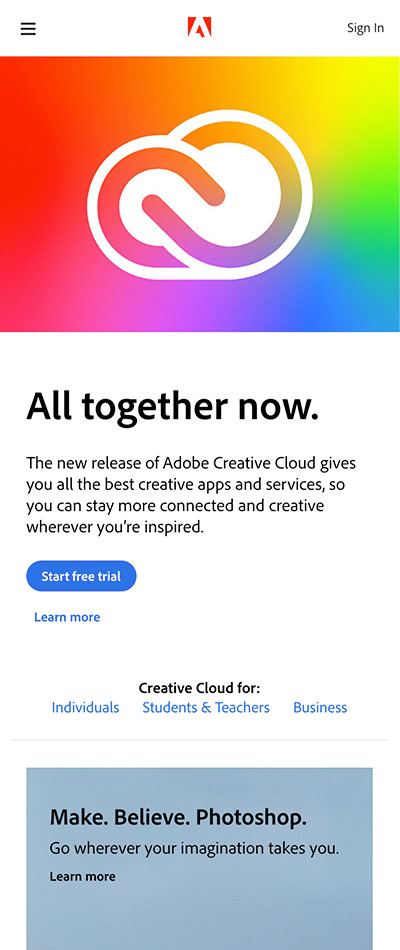 Sign In
All together now.
The new release of Adobe Creative Cloud gives
you all the best creative apps and services, so
you can stay more connected and creative
wherever you’re inspired.
Start free trial
Learn more
Creative Cloud for:
Individuals Students & Teachers Business
Make. Believe. Photoshop.
Go wherever your imagination takes you.
Learn more